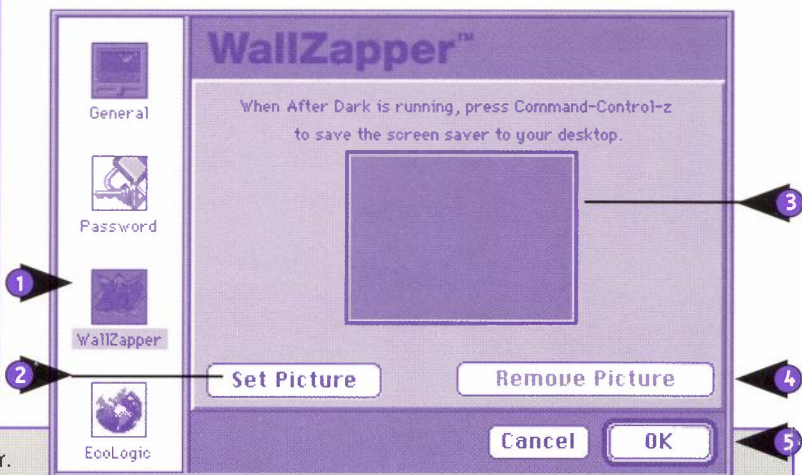 WallZapper™
General
When After Dark is running, press Command-Control-z
to save the screen saver to your desktop.
Password
3
1
WallZapper
2
Set Picture
Remove Picture
4
EcoLogic
Cancel
OK
5
r.